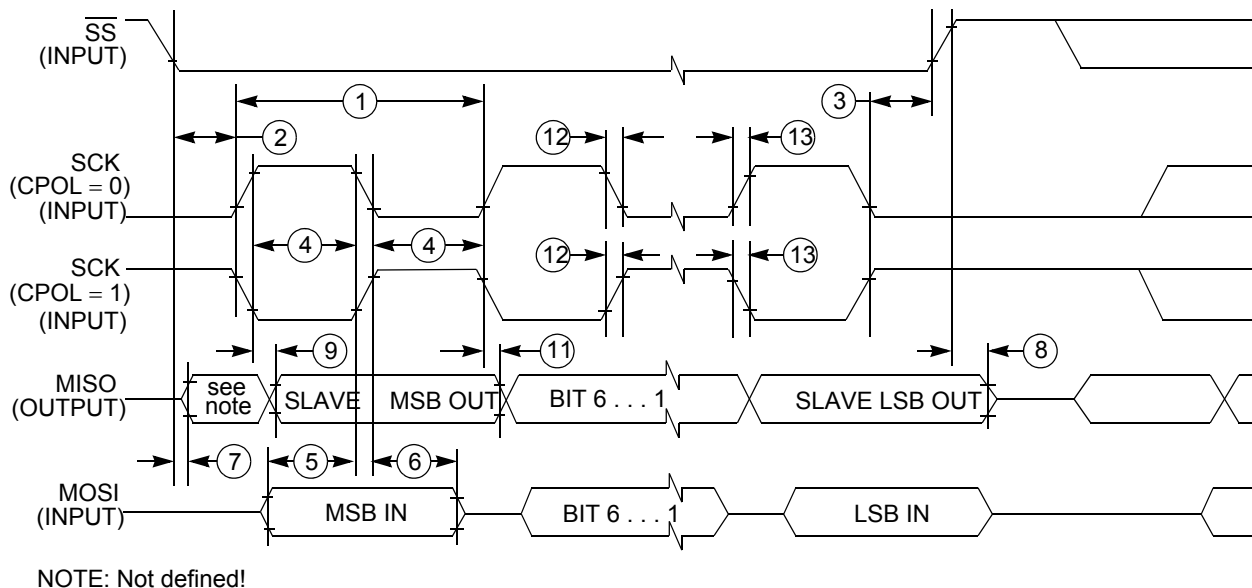 SS
(INPUT)
1
3
2
12
13
SCK
(CPOL = 0)
(INPUT)
4
4
SCK
(CPOL = 1)
(INPUT)
12
13
9
11
8
MISO
(OUTPUT)
see
note
SLAVE
MSB OUT
BIT 6 . . . 1
SLAVE LSB OUT
7
5
6
MOSI
(INPUT)
MSB IN
BIT 6 . . . 1
LSB IN
NOTE: Not defined!